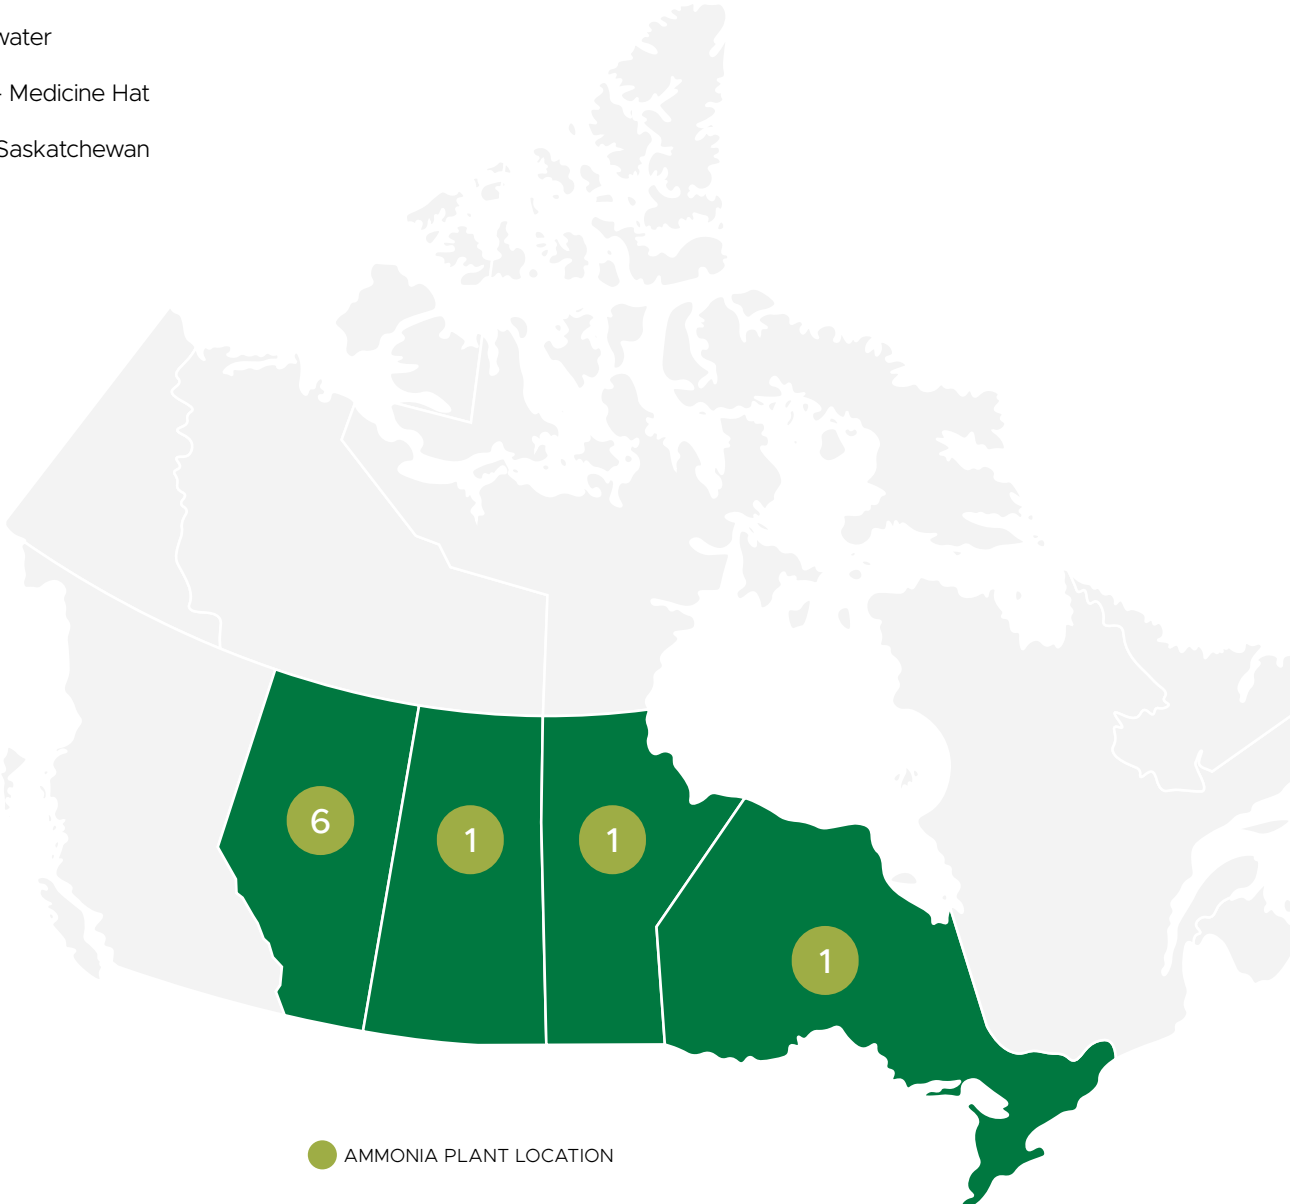 water
- Medicine Hat
Saskatchewan
6
1
1
1
AMMONIA PLANT LOCATION